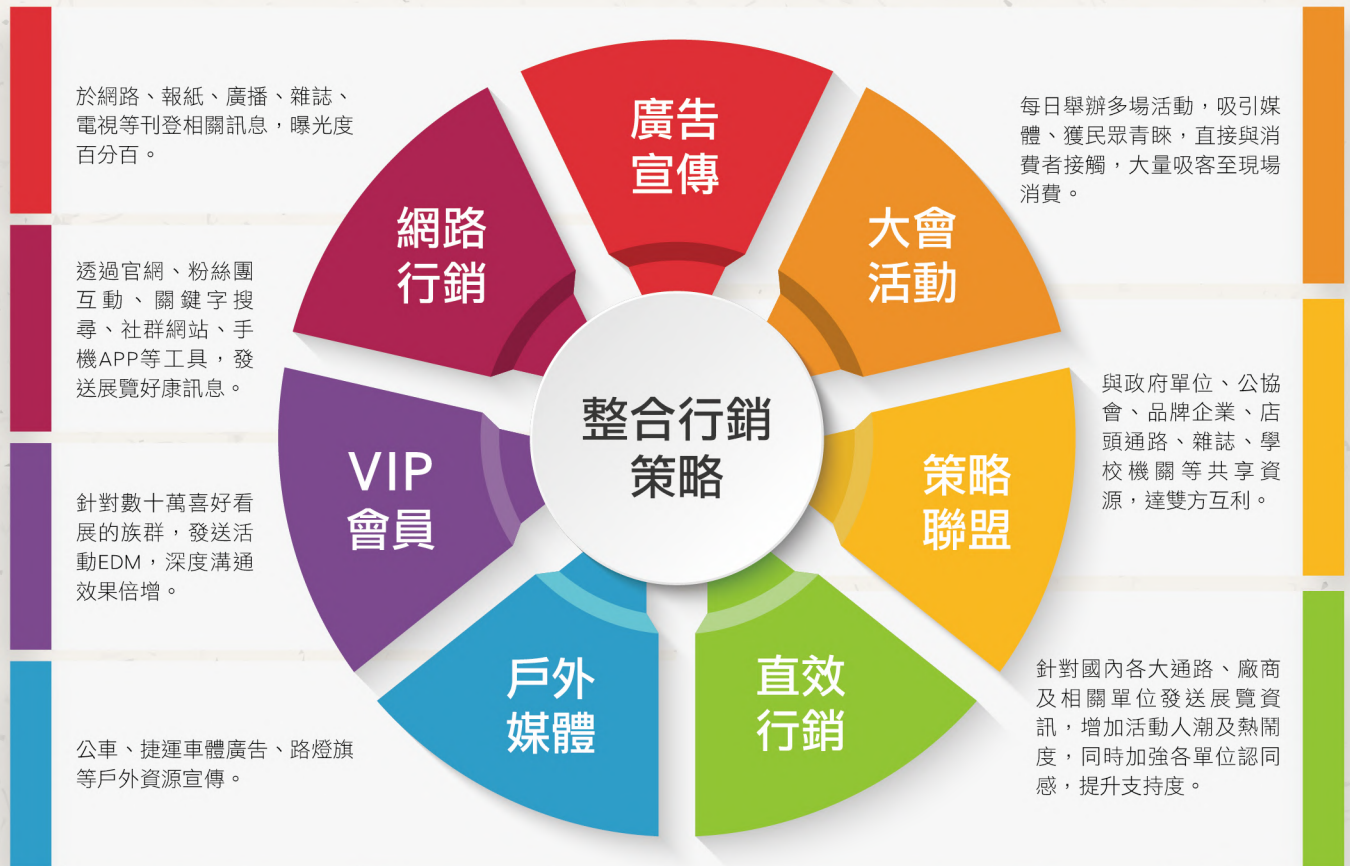 於網路、報紙、廣播、雜誌、
電視等刊登相關訊息,曝光度
百分百。
透過官網、粉絲團
互動、關鍵字搜
尋、社群網站、手
機APP等工具,發
送展覽好康訊息。
針對數十萬喜好看
展的族群,發送活
動EDM,深度溝通
效果倍增。
公車、捷運車體廣告、路燈旗
等戶外資源宣傳。
廣告
宣傳
網路
行銷
大會
活動
整合行銷
策略
VIP
會員
策略
聯盟
戶外
媒體
直效
行銷
每日舉辦多場活動,吸引媒
體、獲民眾青睞,直接與消
費者接觸,大量吸客至現場
消費。
與政府單位、公協
會、品牌企業、店
頭通路、雜誌、學
校機關等共享資
源,達雙方互利。
針對國內各大通路、廠商
及相關單位發送展覽資
訊,增加活動人潮及熱鬧
度,同時加強各單位認同
感,提升支持度。